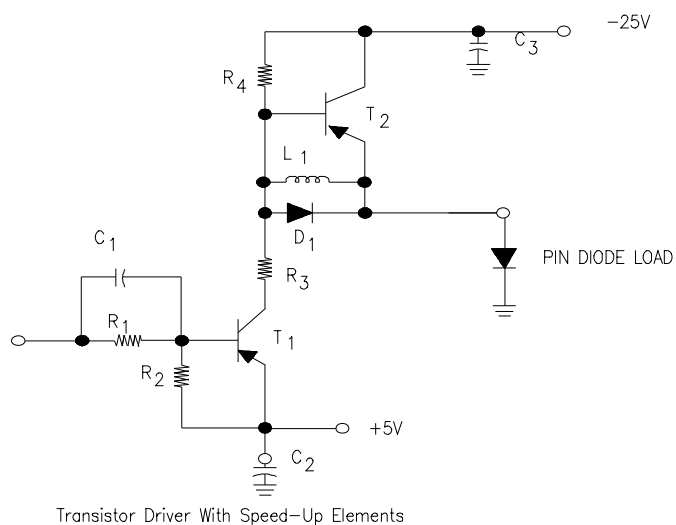 -25V
C3
R4
T2
L1
D1
C1
R3
PIN DIODE LOAD
R1
T1
R2
+5V
C2
Transistor Driver With Speed-Up Elements